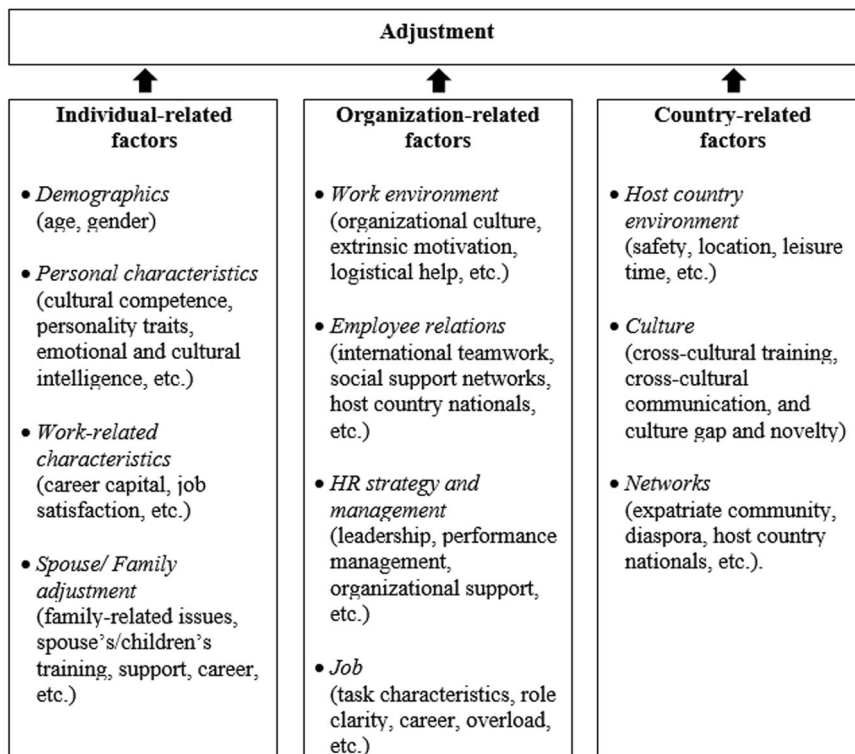 Adjustment
Individual-related
factors
• Demographics
(age, gender)
• Personal characteristics
(cultural competence,
personality traits,
emotional and cultural
intelligence, etc.)
• Work-related
characteristics
(career capital, job
satisfaction, etc.)
• Spouse/ Family
adjustment
(family-related issues,
spouse’s/children’s
training, support, career,
etc.)
Organization-related
factors
• Work environment
(organizational culture,
extrinsic motivation,
logistical help, etc.)
• Employee relations
(international teamwork,
social support networks,
host country nationals,
etc.)
• HR strategy and
management
(leadership, performance
management,
organizational support,
etc.)
• Job
(task characteristics, role
clarity, career, overload,
etc.)
Country-related
factors
• Host country
environment
(safety, location, leisure
time, etc.)
• Culture
(cross-cultural training,
cross-cultural
communication, and
culture gap and novelty)
• Networks
(expatriate community,
diaspora, host country
nationals, etc.).